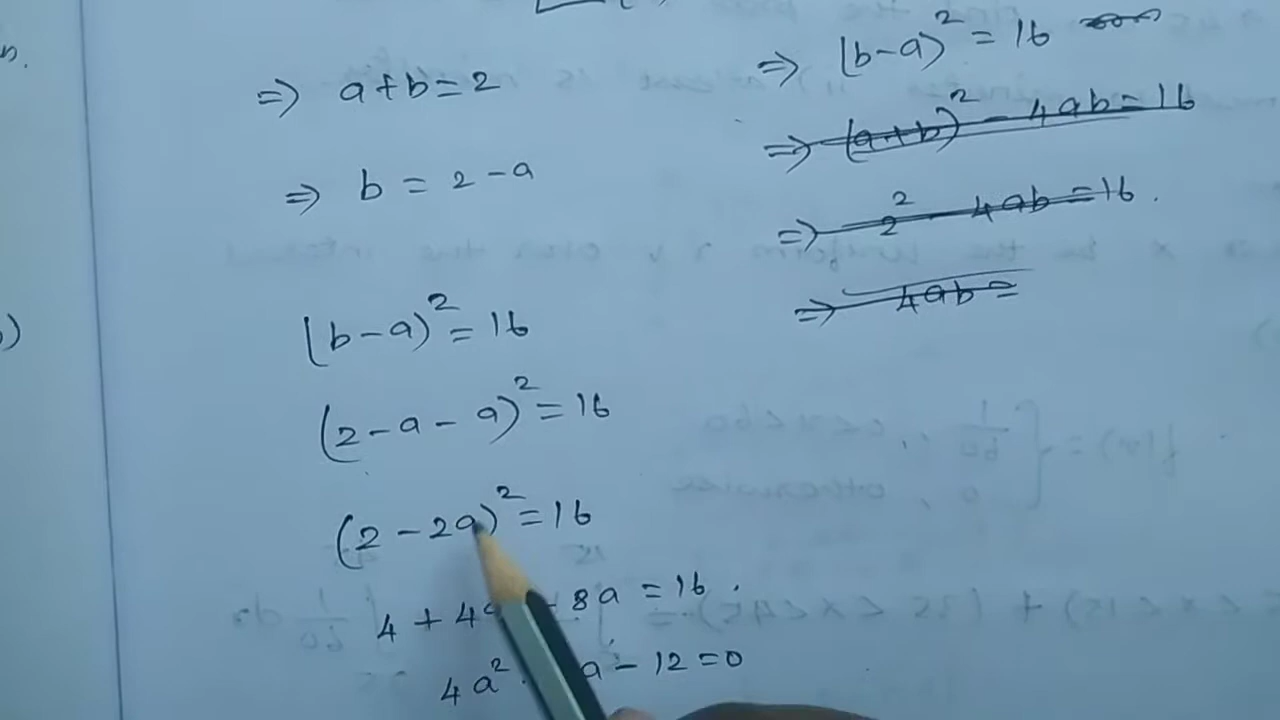 ⇒ a+b=2
⇒ b = 2-a
(b-a)² = 16
(2-a-a)² = 16
(2-2a)² = 16
4 + 4a - 8a = 16.
4a² a - 12 = 0
⇒ (b-a)² = 16
⇒ (a+b)² - 4ab = 16
⇒ 2² - 4ab = 16.
⇒ 4ab =